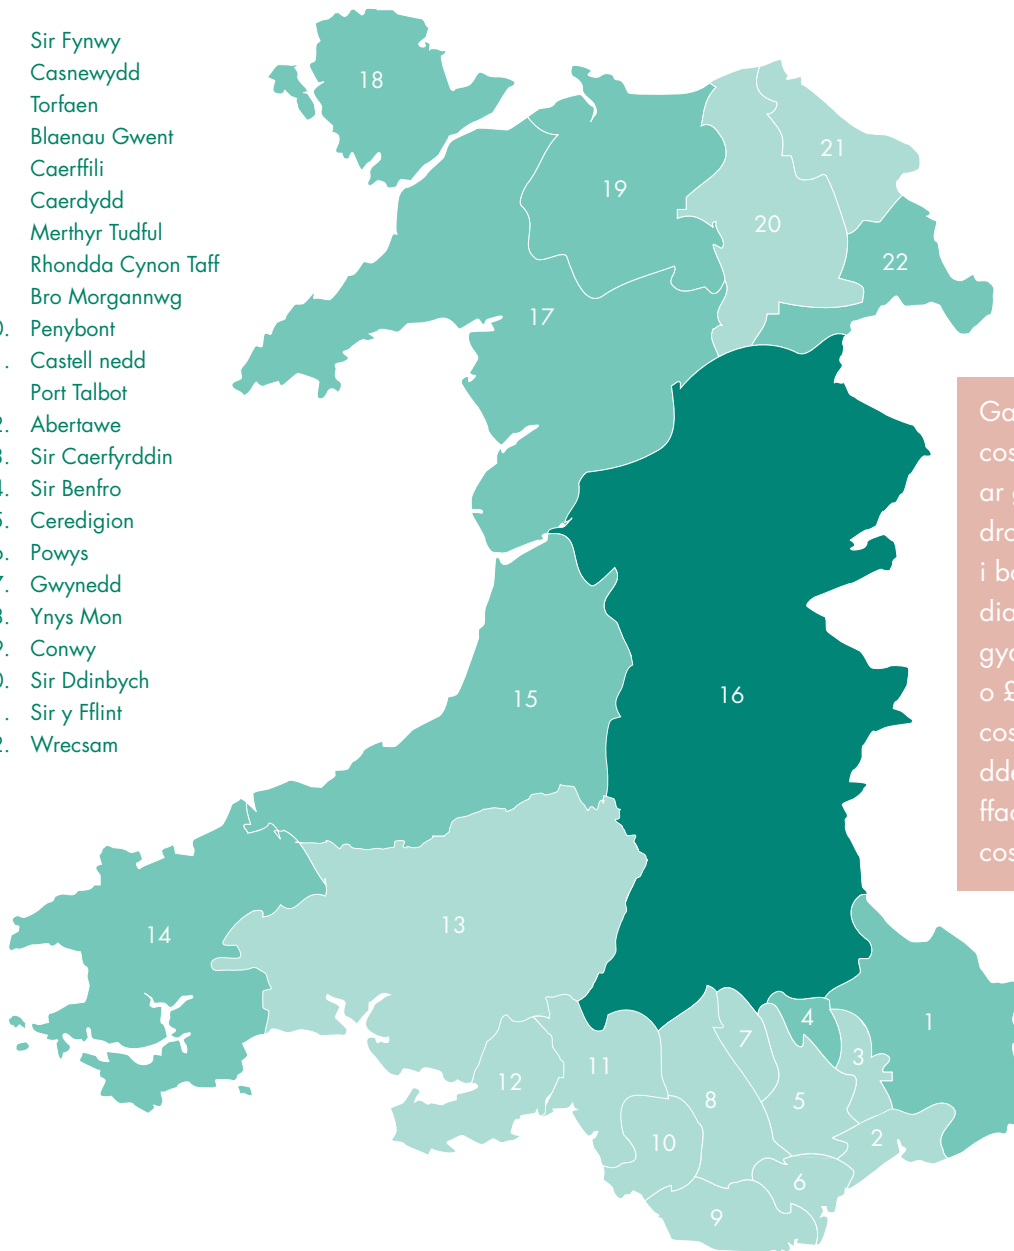 Sir Fynwy
Casnewydd
Torfaen
Blaenau Gwent
Caerffili
Caerdydd
Merthyr Tudful
Rhondda Cynon Taff
Bro Morgannwg
Penybont
Castell nedd
Port Talbot
Abertawe
Sir Caerfyrddin
Sir Benfro
Ceredigion
Powys
Gwynedd
Ynys Mon
Conwy
Sir Ddinbych
Sir y Fflint
Wrecsam
18
21
19
20
22
17
16
15
13
14
1
4
7
3
11
12
8
5
2
10
6
9
ar
o £